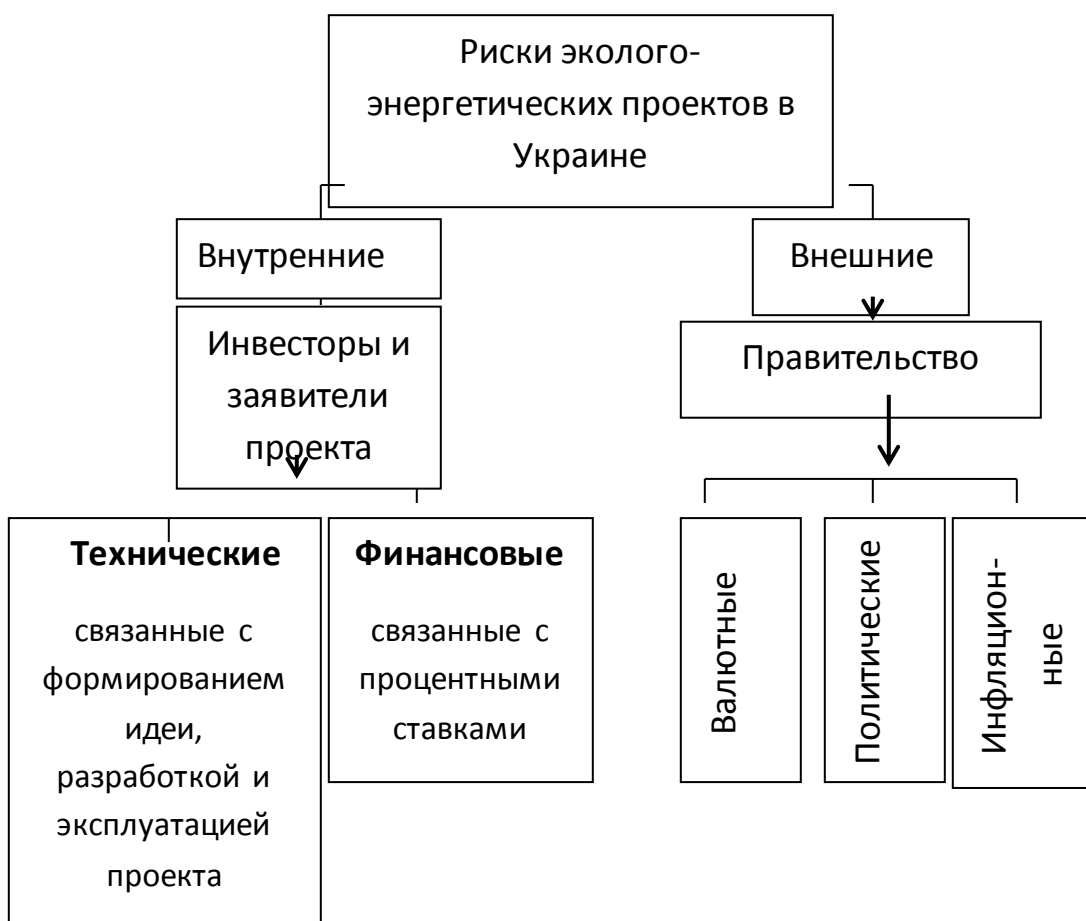 Риски эколого-
энергетических проектов в
Украине
Внутренние
Внешние
Инвесторы и
заявители
проекта
Правительство
Технические
связанные с
формированием
идеи,
разработкой и
эксплуатацией
проекта
Финансовые
связанные с
процентными
ставками
Валютные
Политические
Инфляцион-
ные